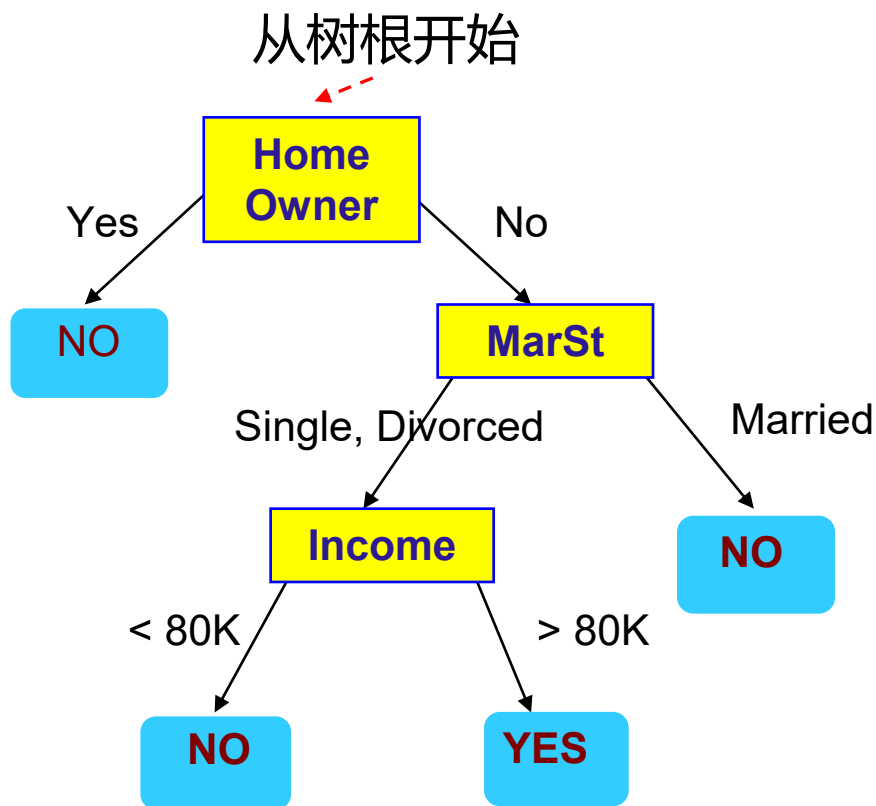 从树根开始
Home
Owner
Yes
No
NO
MarSt
Single, Divorced
Married
Income
NO
< 80K
> 80K
NO
YES